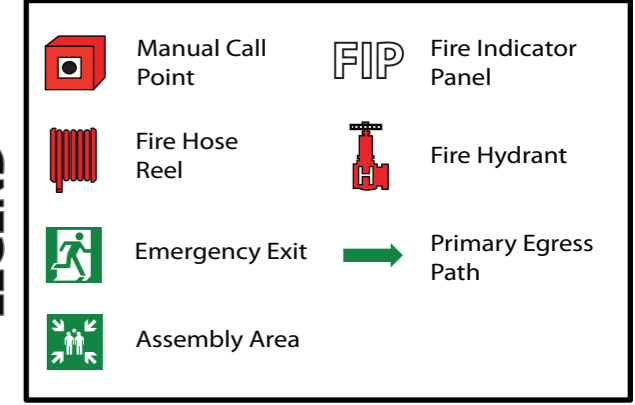 LEGEND
Manual Call
Point
FIP
Fire Indicator
Panel
Fire Hose
Reel
H
Fire Hydrant
Emergency Exit
Primary Egress
Path
Assembly Area